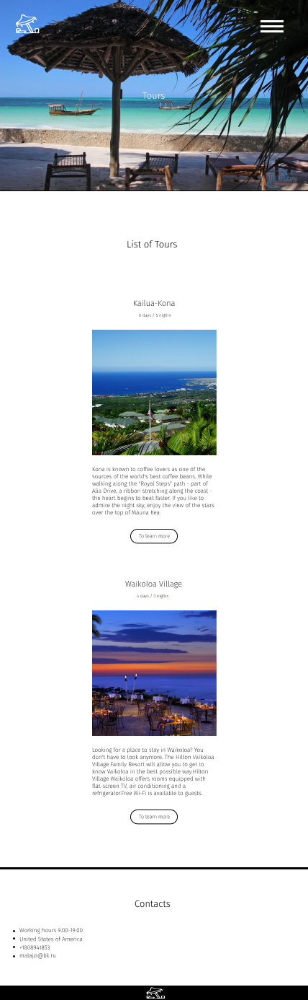 Tours
List of Tours
Kailua-Kona
6 days / 5 nigths
Kona is known to coffee lovers as one of the
sources of the world's best coffee beans. While
walking along the "Royal Steps" path - part of
Alia Drive, a ribbon stretching along the coast -
the heart begins to beat faster. If you like to
admire the night sky, enjoy the view of the stars
over the top of Mauna Kea.
To learn more
Waikoloa Village
4 days / 3 nigths
Looking for a place to stay in Waikoloa? You
don't have to look anymore. The Hilton Vaikoloa
Village Family Resort will allow you to get to
know Vaikoloa in the best possible way.Hilton
Village Waikoloa offers rooms equipped with
flat-screen TV, air conditioning and a
refrigerator.Free Wi-Fi is available to guests.
To learn more
Contacts
Working hours 9.00-19.00
United States of America
+1808941853
malajzi@bk.ru